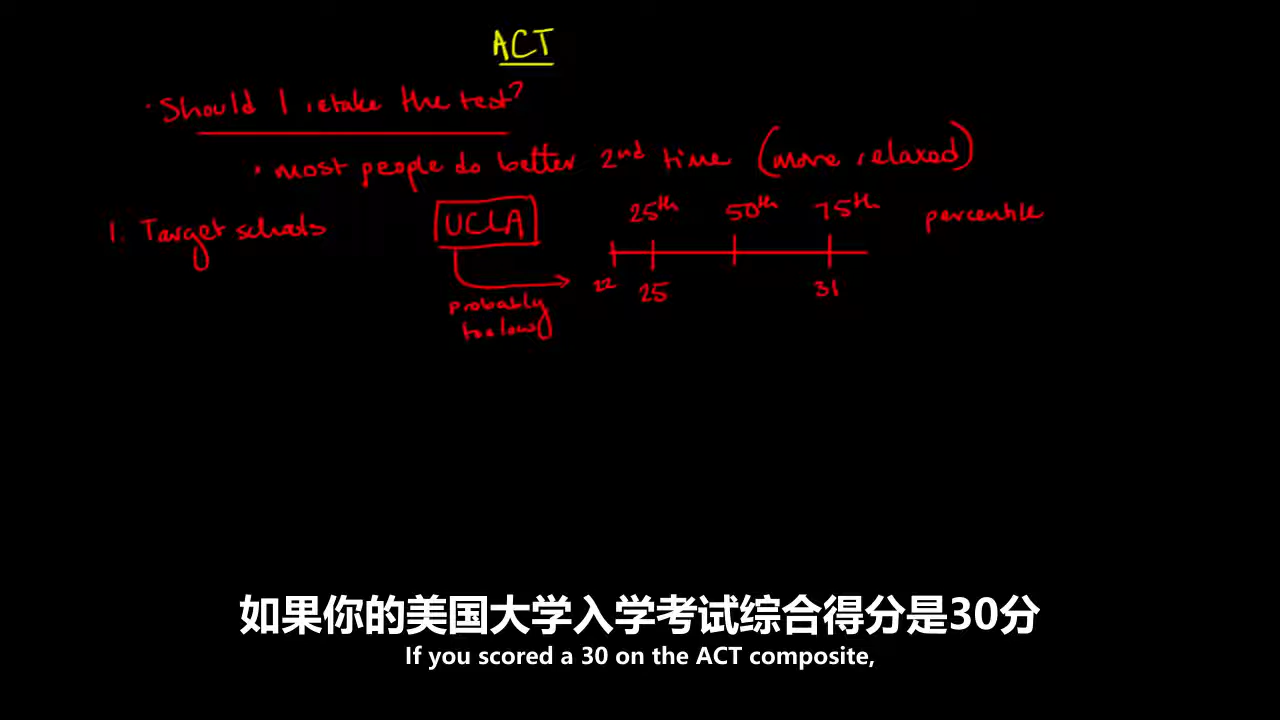 ACT
· Should I retake the test?
· most people do better 2nd time (more relaxed)
1. Target schools
UCLA
25th 50th 75th percentile
22 25 31
probably
too low
如果你的美国大学入学考试综合得分是30分
If you scored a 30 on the ACT composite,